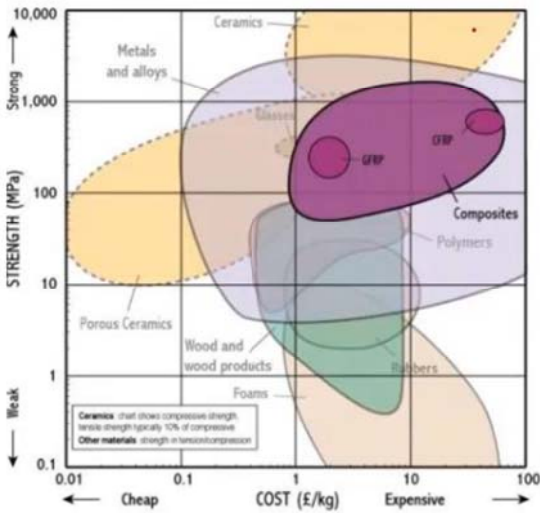 10,000
Ceramics
Metals
and alloys
Strong
1,000
Glasses
CFRP
GFRP
100
Composites
STRENGTH (MPa)
Polymers
10
Porous Ceramics
Wood and
wood products
Rubbers
1
Foams
Weak
Ceramics chart shows compressive strength,
tensile strength typically 10% of compressive
Other materials strength in tension/compression
0.1
0.01
0.1
1
10
100
Cheap
COST (£/kg)
Expensive